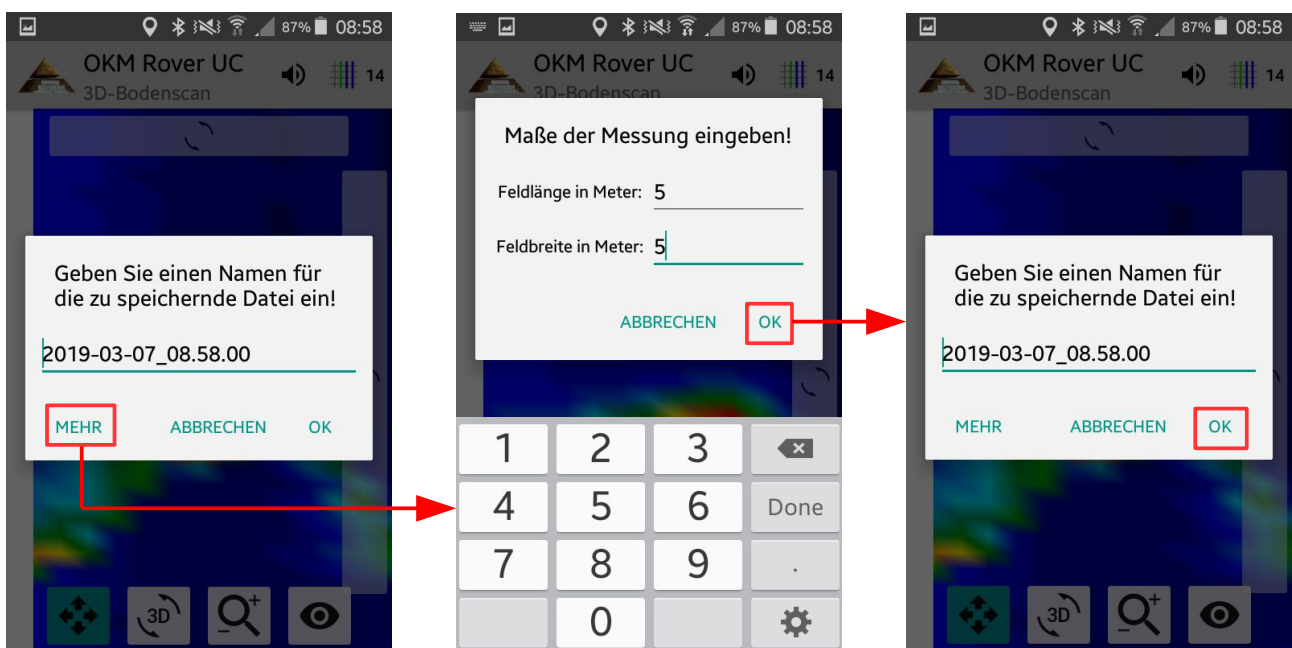 87% 08:58
OKM Rover UC
3D-Bodenscan
14
Geben Sie einen Namen für
die zu speichernde Datei ein!
2019-03-07_08.58.00
MEHR ABBRECHEN OK
3D
87% 08:58
OKM Rover UC
3D-Bodenscan
14
Maße der Messung eingeben!
Feldlänge in Meter: 5
Feldbreite in Meter: 5
ABBRECHEN OK
1 2 3
4 5 6 Done
7 8 9 .
0
87% 08:58
OKM Rover UC
3D-Bodenscan
14
Geben Sie einen Namen für
die zu speichernde Datei ein!
2019-03-07_08.58.00
MEHR ABBRECHEN OK
3D